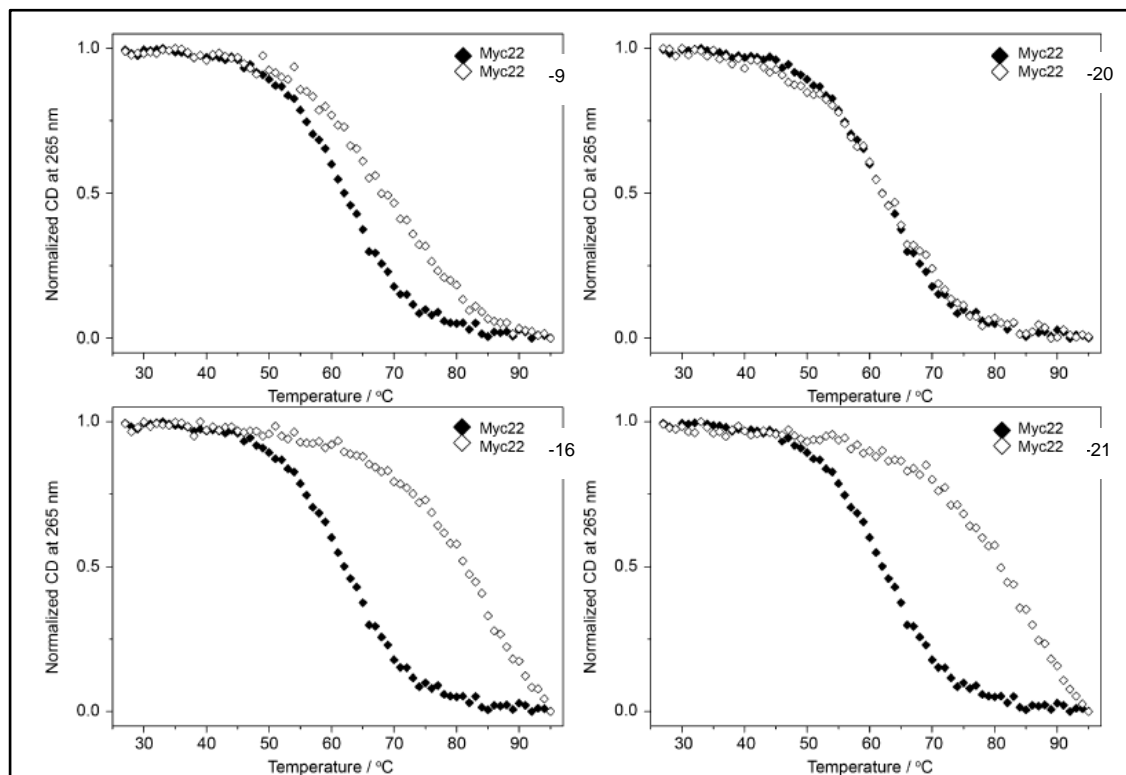 1.0
0.5
0.0
Normalized CD at 265 nm
30 40 50 60 70 80 90
Temperature / °C
Myc22
Myc22 -9
1.0
0.5
0.0
Normalized CD at 265 nm
30 40 50 60 70 80 90
Temperature / °C
Myc22
Myc22 -20
1.0
0.5
0.0
Normalized CD at 265 nm
30 40 50 60 70 80 90
Temperature / °C
Myc22
Myc22 -16
1.0
0.5
0.0
Normalized CD at 265 nm
30 40 50 60 70 80 90
Temperature / °C
Myc22
Myc22 -21